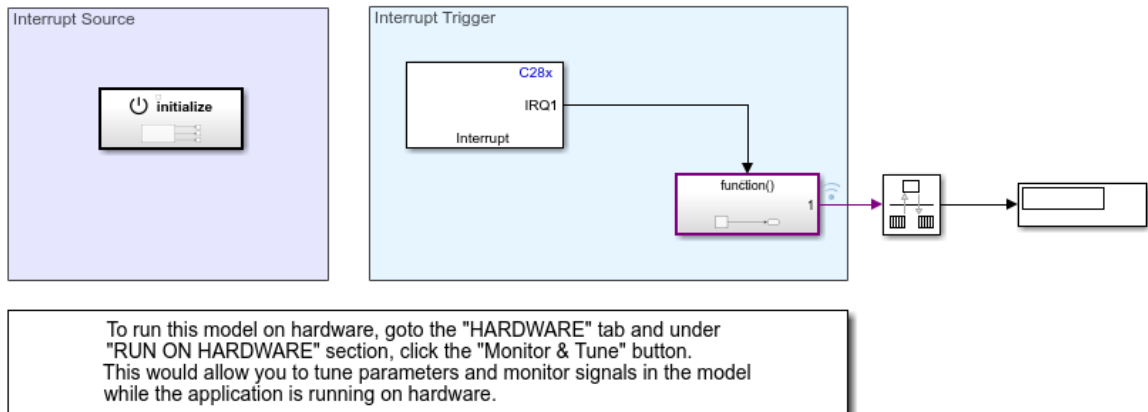 Interrupt Source
initialize
Interrupt Trigger
C28x
IRQ1
Interrupt
function()
1
To run this model on hardware, goto the "HARDWARE" tab and under
"RUN ON HARDWARE" section, click the "Monitor & Tune" button.
This would allow you to tune parameters and monitor signals in the model
while the application is running on hardware.